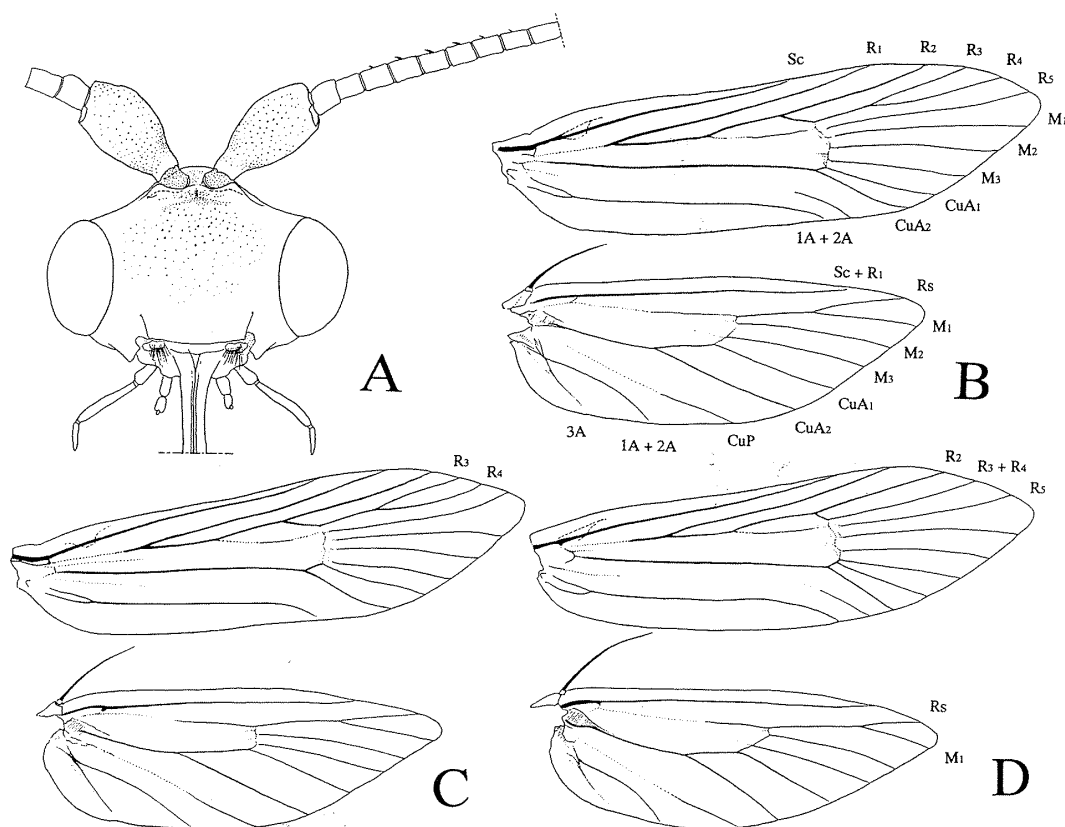 Sc R1 R2 R3 R4 R5 M1 M2 M3 CuA1 CuA2 1A + 2A
A
Sc + R1 Rs M1 M2 M3 CuA1 CuA2 CuP 1A + 2A 3A
B
R3 R4
C
R2 R3 + R4 R5
Rs M1
D